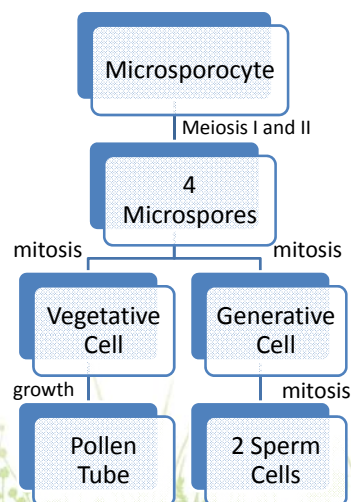 Microsporocyte
Meiosis I and II
4
Microspores
mitosis mitosis
Vegetative Generative
Cell Cell
growth mitosis
Pollen 2 Sperm
Tube Cells